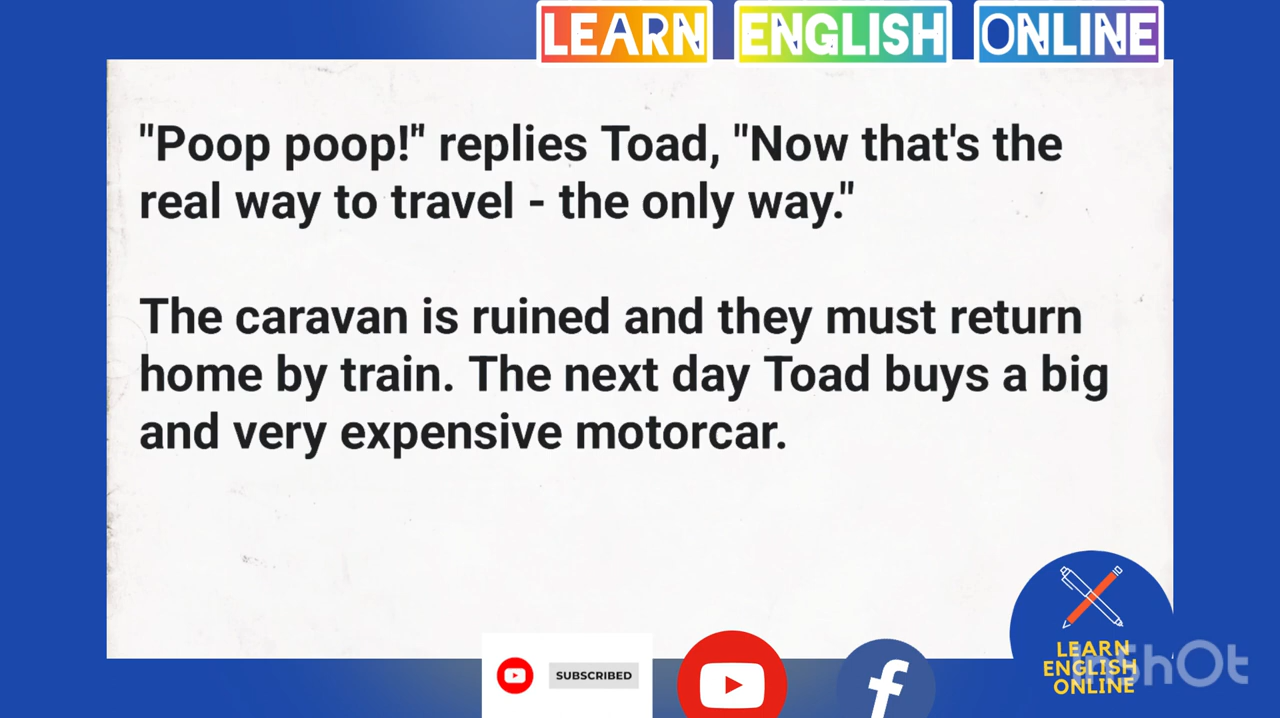 LEARN ENGLISH ONLINE
"Poop poop!" replies Toad, "Now that's the
real way to travel - the only way."
The caravan is ruined and they must return
home by train. The next day Toad buys a big
and very expensive motorcar.
SUBSCRIBED
LEARN
ENGLISH
ONLINE